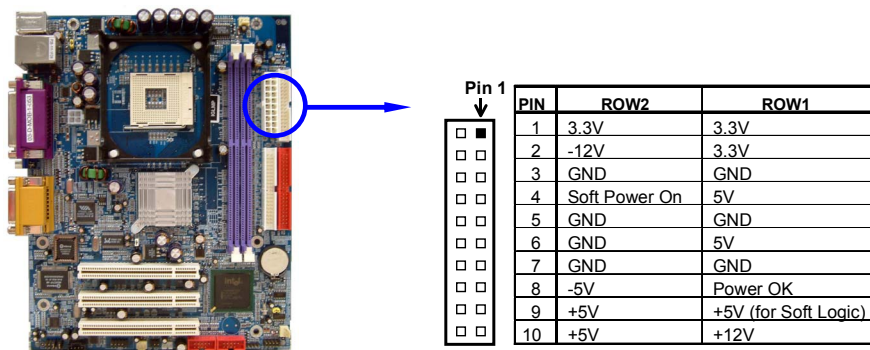 Pin 1
PIN ROW2 ROW1
1 3.3V 3.3V
2 -12V 3.3V
3 GND GND
4 Soft Power On 5V
5 GND GND
6 GND 5V
7 GND GND
8 -5V Power OK
9 +5V +5V (for Soft Logic)
10 +5V +12V
intel